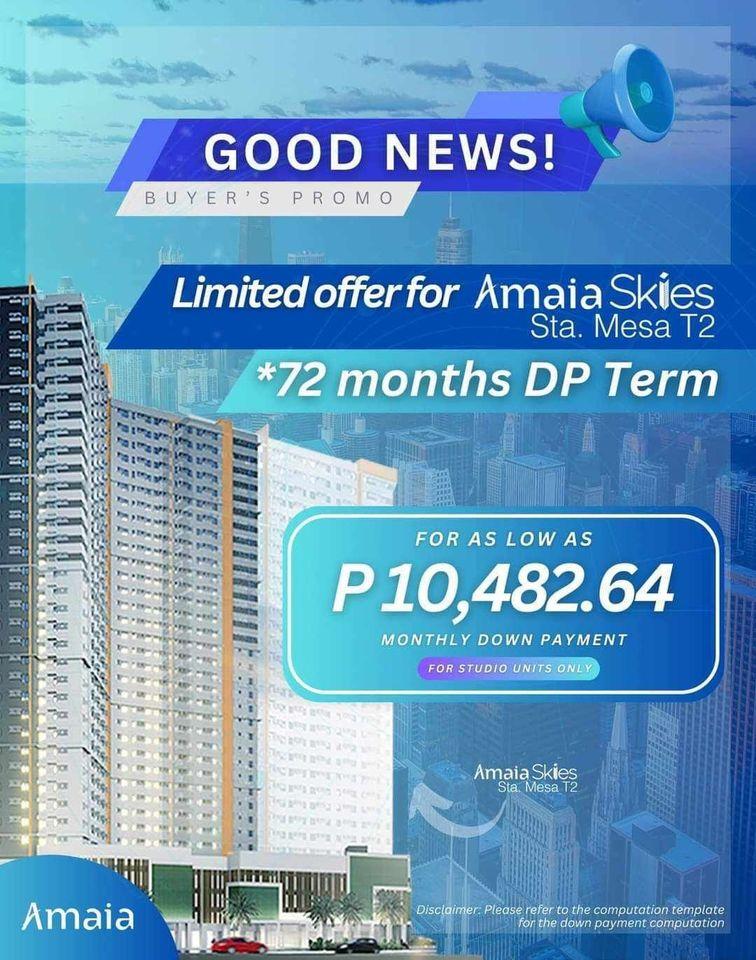 GOOD NEWS!
BUYER'S PROMO
Limited offer for Amaia Skies
Sta. Mesa T2
*72 months DP Term
FOR AS LOW AS
P 10,482.64
MONTHLY DOWN PAYMENT
FOR STUDIO UNITS ONLY
Amaia Skies
Sta. Mesa T2
Amaia
Disclaimer: Please refer to the computation template
for the down payment computation